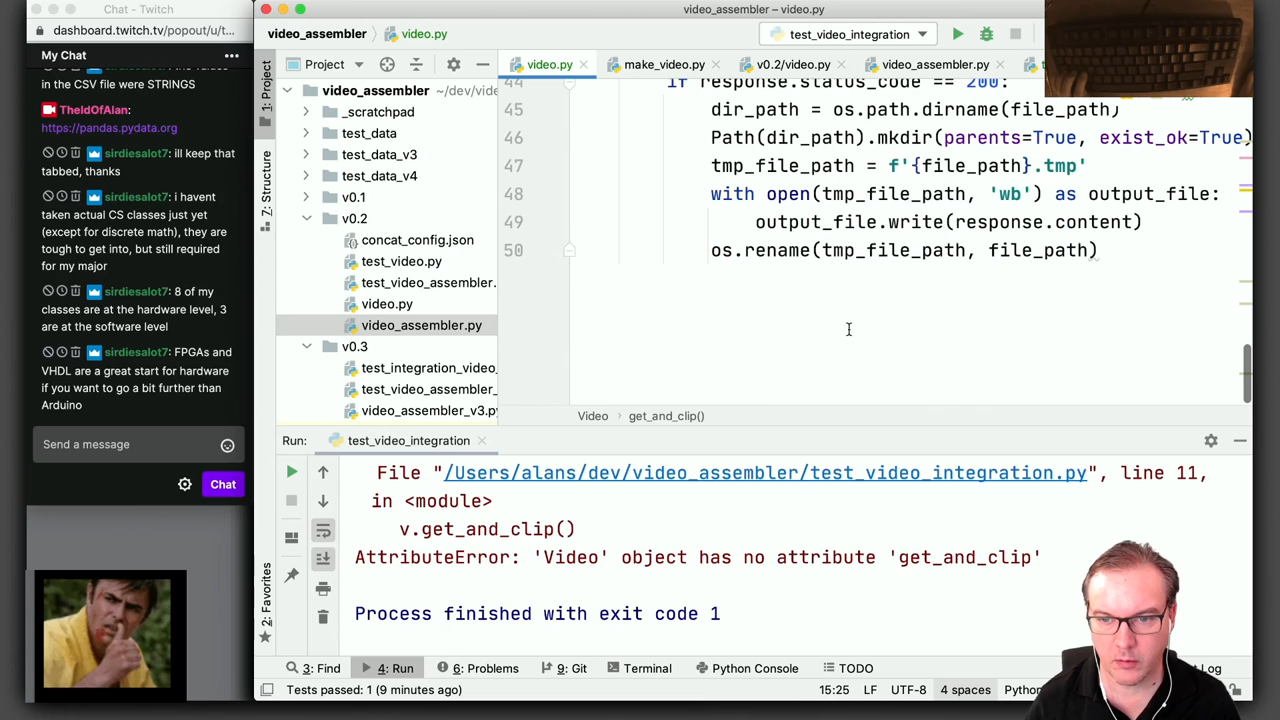 Chat - Twitch
dashboard.twitch.tv/popout/u/t...
My Chat
in the CSV file were STRINGS
TheIdOfAlan:
https://pandas.pydata.org
sirdiesalot7: ill keep that
tabbed, thanks
sirdiesalot7: i havent
taken actual CS classes just yet
(except for discrete math), they are
tough to get into, but still required
for my major
sirdiesalot7: 8 of my
classes are at the hardware level, 3
are at the software level
sirdiesalot7: FPGAs and
VHDL are a great start for hardware
if you want to go a bit further than
Arduino
Send a message
Chat
video_assembler – video.py
video_assembler
video.py
test_video_integration
Project
video.py
make_video.py
v0.2/video.py
video_assembler.py
1: Project
7: Structure
2: Favorites
video_assembler ~/dev/vide
_scratchpad
test_data
test_data_v3
test_data_v4
v0.1
v0.2
concat_config.json
test_video.py
test_video_assembler.
video.py
video_assembler.py
v0.3
test_integration_video_
test_video_assembler_
video_assembler_v3.py
44 if response.status_code == 200:
45 dir_path = os.path.dirname(file_path)
46 Path(dir_path).mkdir(parents=True, exist_ok=True)
47 tmp_file_path = f'{file_path}.tmp'
48 with open(tmp_file_path, 'wb') as output_file:
49 output_file.write(response.content)
50 os.rename(tmp_file_path, file_path)
Video
get_and_clip()
Run:
test_video_integration
File "/Users/alans/dev/video_assembler/test_video_integration.py", line 11,
in <module>
v.get_and_clip()
AttributeError: 'Video' object has no attribute 'get_and_clip'
Process finished with exit code 1
3: Find
4: Run
6: Problems
9: Git
Terminal
Python Console
TODO
Log
Tests passed: 1 (9 minutes ago)
15:25
LF
UTF-8
4 spaces